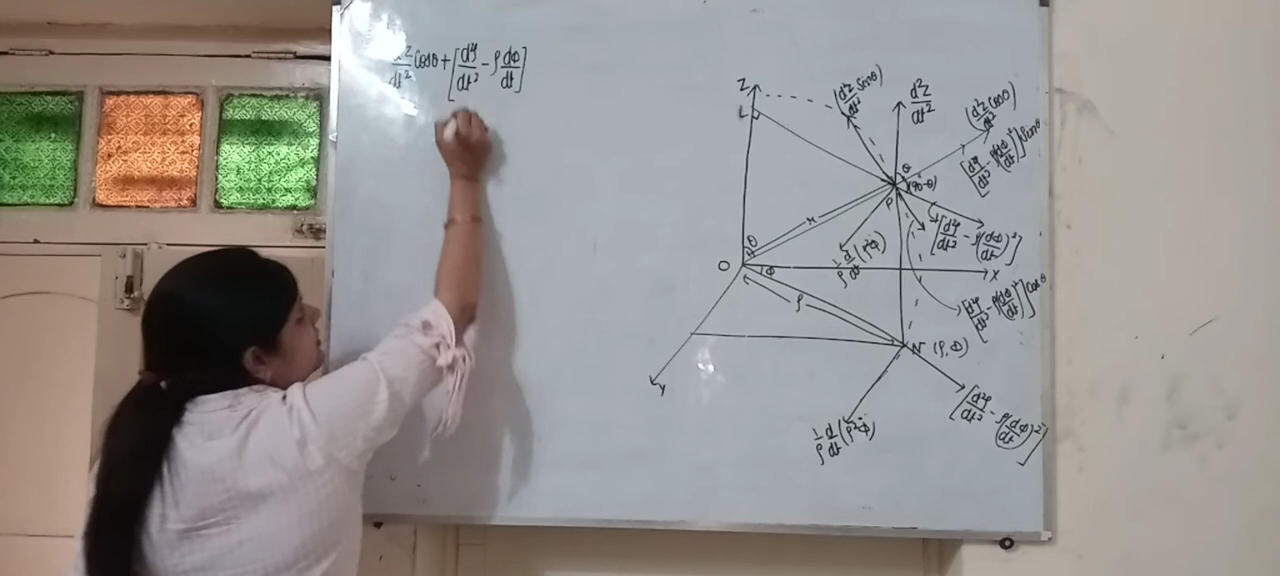 d²z/dt² Cosθ + [d²ρ/dt² - ρ dΦ/dt]
Z
L
(d²z/dt² Sinθ)
d²z/dt²
(d²z/dt² Cosθ)
[d²ρ/dt² - ρ(dΦ/dt)²] Sinθ
θ
(90-θ)
P
r
θ
1/ρ d/dt(ρ²Φ̇)
[d²ρ/dt² - ρ(dΦ/dt)²]
O
Φ
X
ρ
[d²ρ/dt² - ρ(dΦ/dt)²] Cosθ
N (ρ, Φ)
Y
1/ρ d/dt(ρ²Φ̇)
[d²ρ/dt² - ρ(dΦ/dt)²]